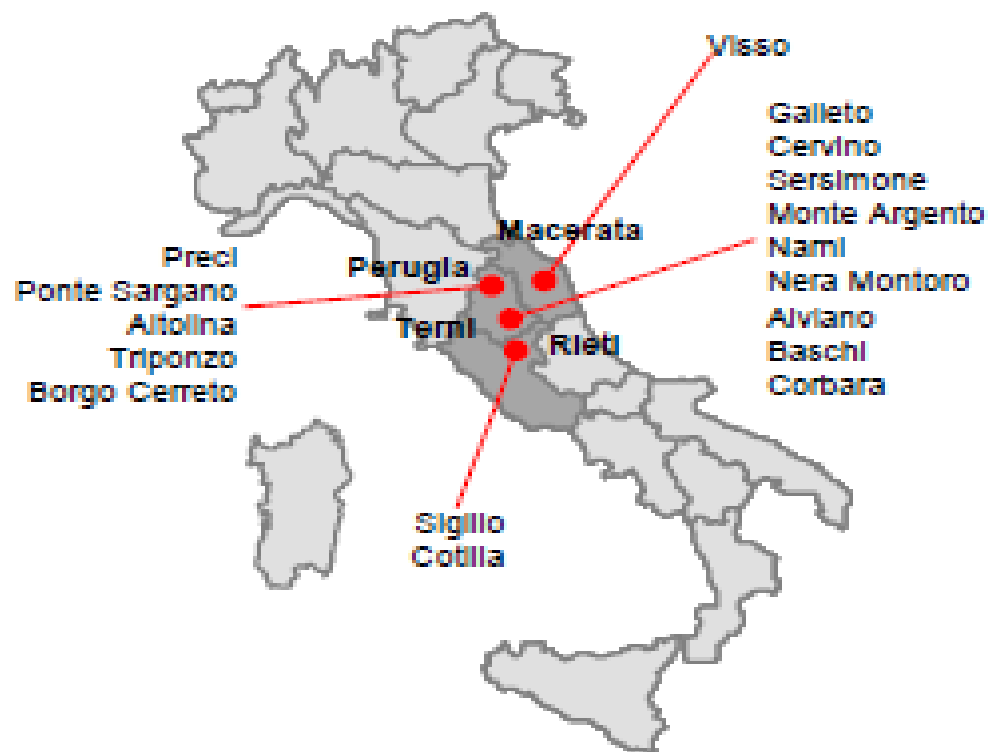 Visso
Galleto
Cervino
Sersimone
Monte Argento
Narni
Nera Montoro
Alviano
Baschi
Corbara
Macerata
Perugia
Terni
Rieti
Preci
Ponte Sargano
Altolina
Triponzo
Borgo Cerreto
Sigillo
Cotilia